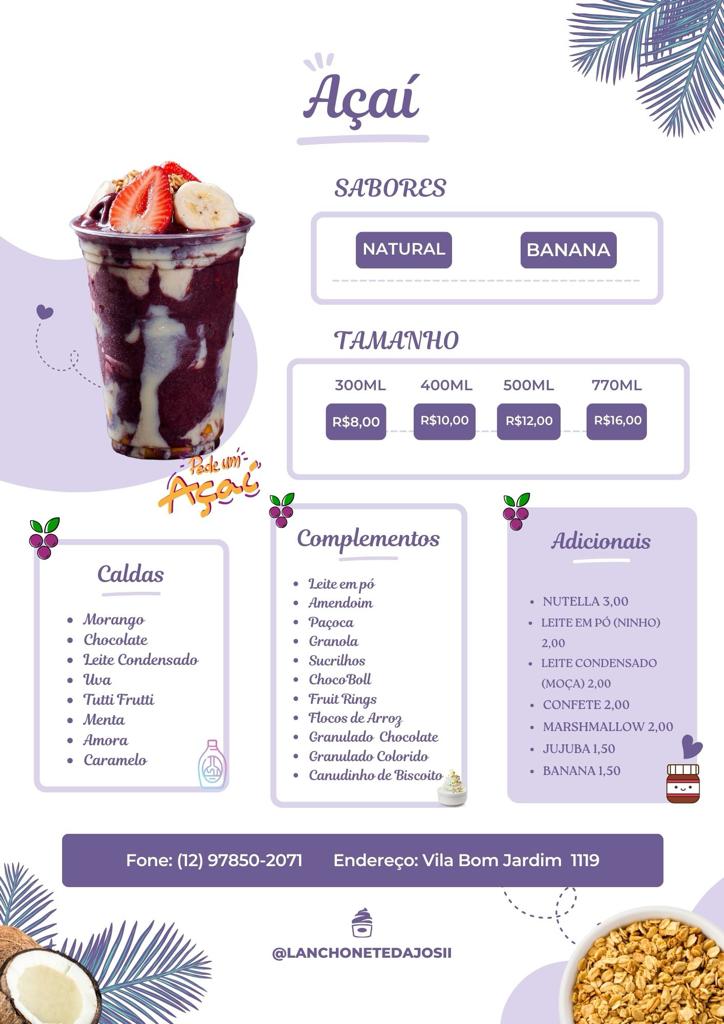 Açaí
SABORES
NATURAL BANANA
TAMANHO
300ML 400ML 500ML 770ML
R$8,00 R$10,00 R$12,00 R$16,00
Pede um
Açaí
Caldas
Morango
Chocolate
Leite Condensado
Uva
Tutti Frutti
Menta
Amora
Caramelo
Complementos
Leite em pó
Amendoim
Paçoca
Granola
Sucrilhos
ChocoBoll
Fruit Rings
Flocos de Arroz
Granulado Chocolate
Granulado Colorido
Canudinho de Biscoito
Adicionais
NUTELLA 3,00
LEITE EM PÓ (NINHO)
2,00
LEITE CONDENSADO
(MOÇA) 2,00
CONFETE 2,00
MARSHMALLOW 2,00
JUJUBA 1,50
BANANA 1,50
Fone: (12) 97850-2071 Endereço: Vila Bom Jardim 1119
@LANCHONETEDAJOSII